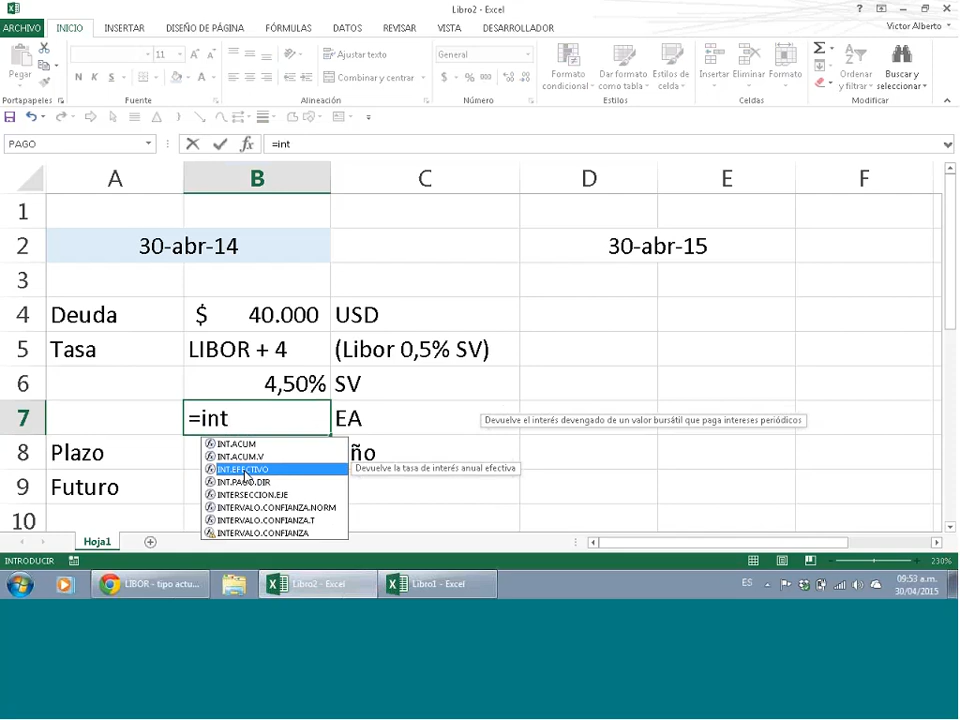 Libro2 - Excel
ARCHIVO INICIO INSERTAR DISEÑO DE PÁGINA FÓRMULAS DATOS REVISAR VISTA DESARROLLADOR
Victor Alberto
Pegar
11
N K S
A A
Ajustar texto
Combinar y centrar
General
$ % 000
Formato condicional
Dar formato como tabla
Estilos de celda
Insertar Eliminar Formato
Ordenar y filtrar
Buscar y seleccionar
Portapapeles Fuente Alineación Número Estilos Celdas Modificar
PAGO fx =int
A B C D E F
1
2 30-abr-14 30-abr-15
3
4 Deuda $ 40.000 USD
5 Tasa LIBOR + 4 (Libor 0,5% SV)
6 4,50% SV
7 =int EA Devuelve el interés devengado de un valor bursátil que paga intereses periódicos
INT.ACUM
8 Plazo ño
INT.ACUM.V
INT.EFECTIVO Devuelve la tasa de interés anual efectiva
9 Futuro
INT.PAGO.DIR
INTERSECCION.EJE
INTERVALO.CONFIANZA.NORM
10
INTERVALO.CONFIANZA.T
INTERVALO.CONFIANZA
Hoja1
INTRODUCIR 230%
LIBOR - tipo actu... Libro2 - Excel Libro1 - Excel ES 09:53 a.m.
30/04/2015